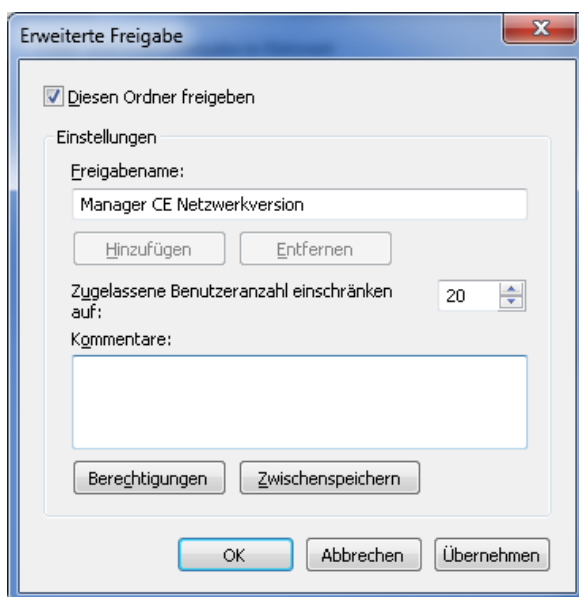 Erweiterte Freigabe
Diesen Ordner freigeben
Einstellungen
Freigabename:
Manager CE Netzwerkversion
Hinzufügen Entfernen
Zugelassene Benutzeranzahl einschränken 20
auf:
Kommentare:
Berechtigungen Zwischenspeichern
OK Abbrechen Übernehmen